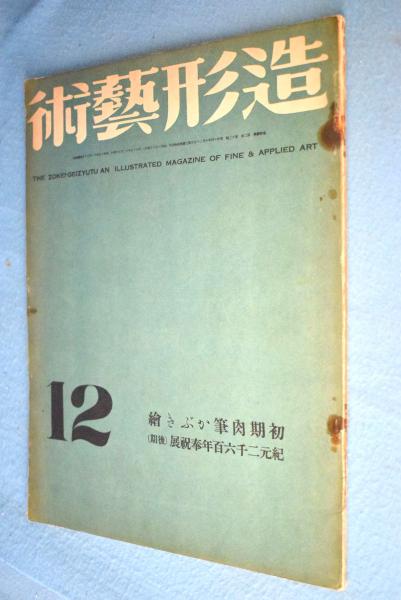 造形藝術
THE ZOKEI-GEIZYUTU AN ILLUSTRATED MAGAZINE OF FINE & APPLIED ART
12
初期肉筆かぶき繪
紀元二千六百年奉祝展(後期)